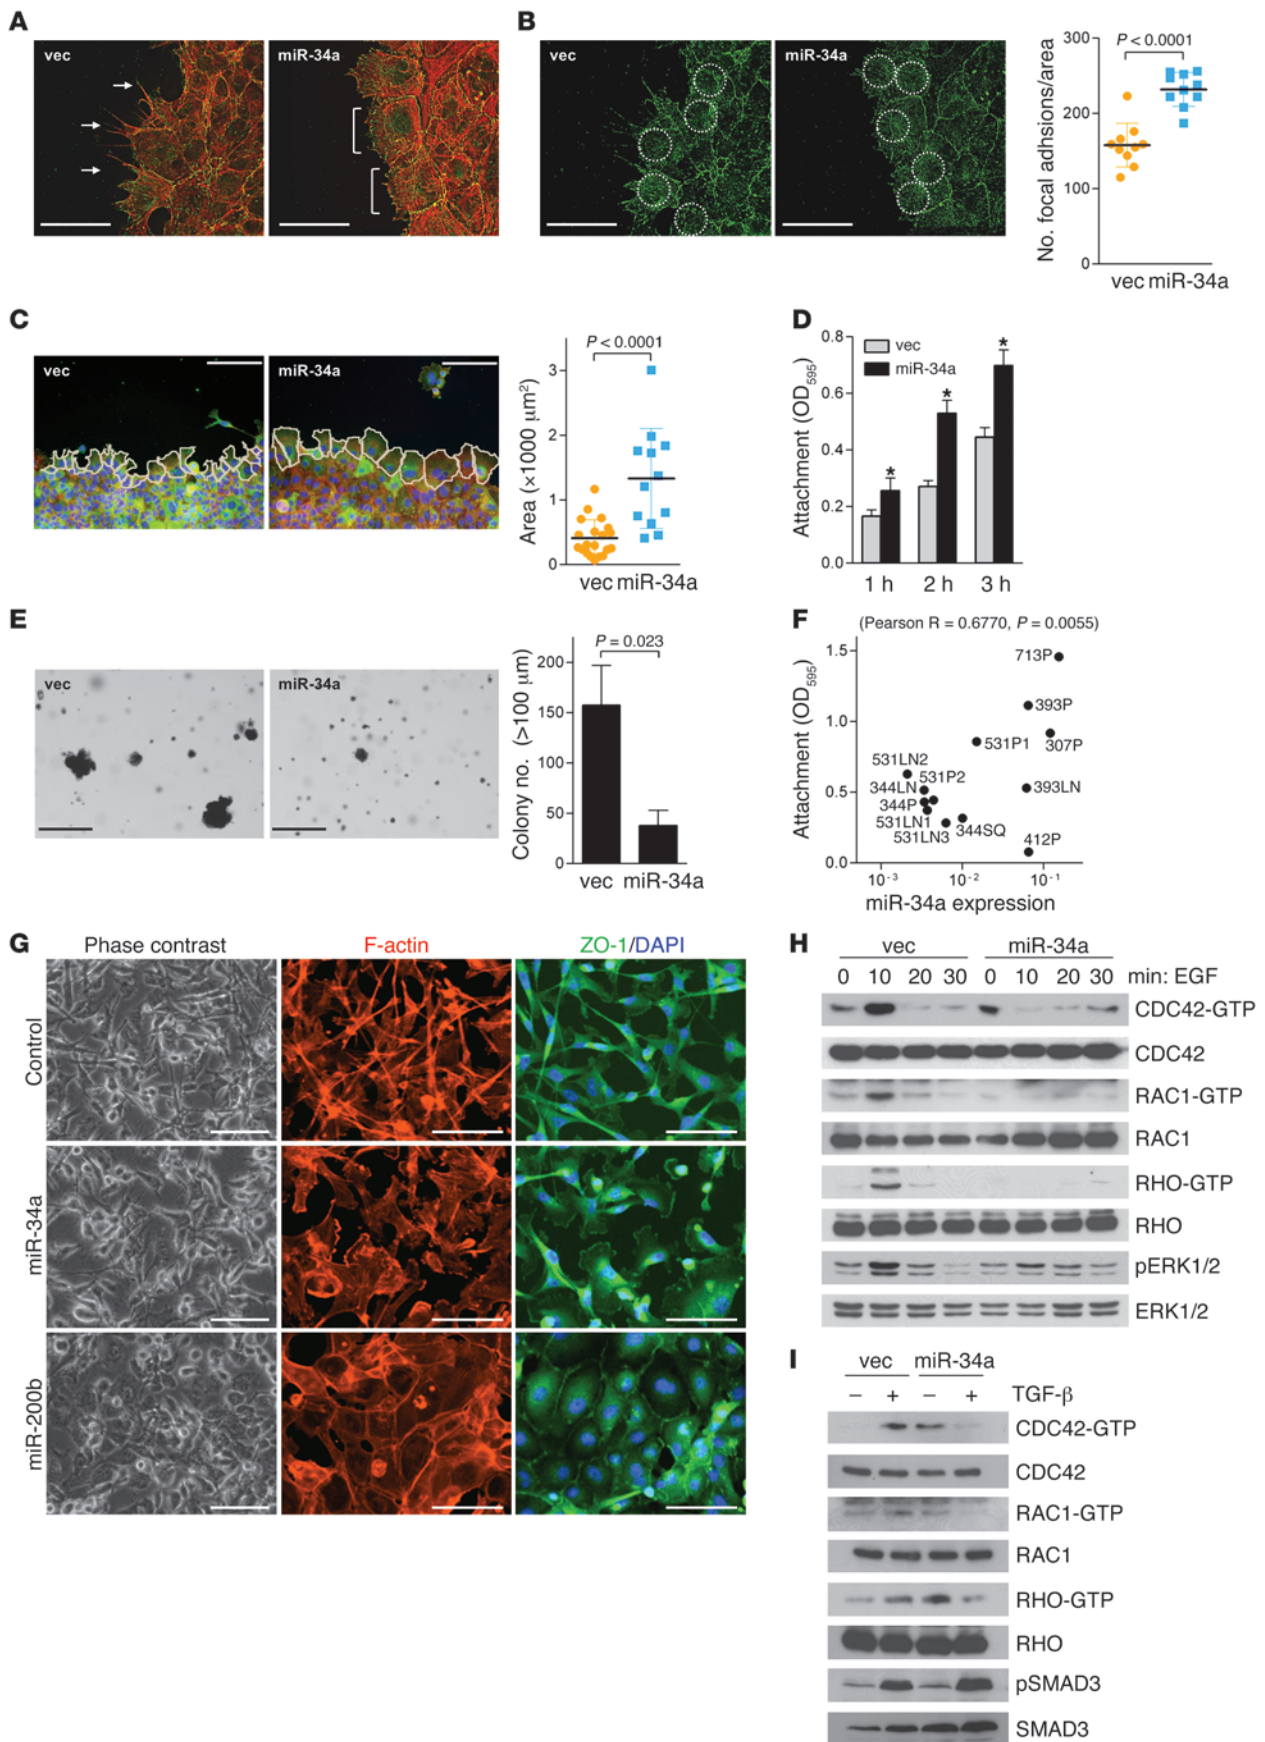 A
vec
miR-34a
B
vec
miR-34a
No. focal adhsions/area
300
200
100
0
P < 0.0001
vec miR-34a
C
vec
miR-34a
Area (×1000 μm²)
3
2
1
0
P < 0.0001
vec miR-34a
D
Attachment (OD595)
0.8
0.6
0.4
0.2
0.0
vec
miR-34a
*
*
*
1 h 2 h 3 h
E
vec
miR-34a
Colony no. (>100 μm)
200
150
100
50
0
P = 0.023
vec miR-34a
F
(Pearson R = 0.6770, P = 0.0055)
Attachment (OD595)
1.5
1.0
0.5
0.0
713P
393P
531P1
307P
531LN2
344LN
531P2
393LN
344P
531LN1
344SQ
531LN3
412P
10-3 10-2 10-1
miR-34a expression
G
Phase contrast
F-actin
ZO-1/DAPI
Control
miR-34a
miR-200b
H
vec miR-34a
0 10 20 30 0 10 20 30 min: EGF
CDC42-GTP
CDC42
RAC1-GTP
RAC1
RHO-GTP
RHO
pERK1/2
ERK1/2
I
vec miR-34a
– + – + TGF-β
CDC42-GTP
CDC42
RAC1-GTP
RAC1
RHO-GTP
RHO
pSMAD3
SMAD3